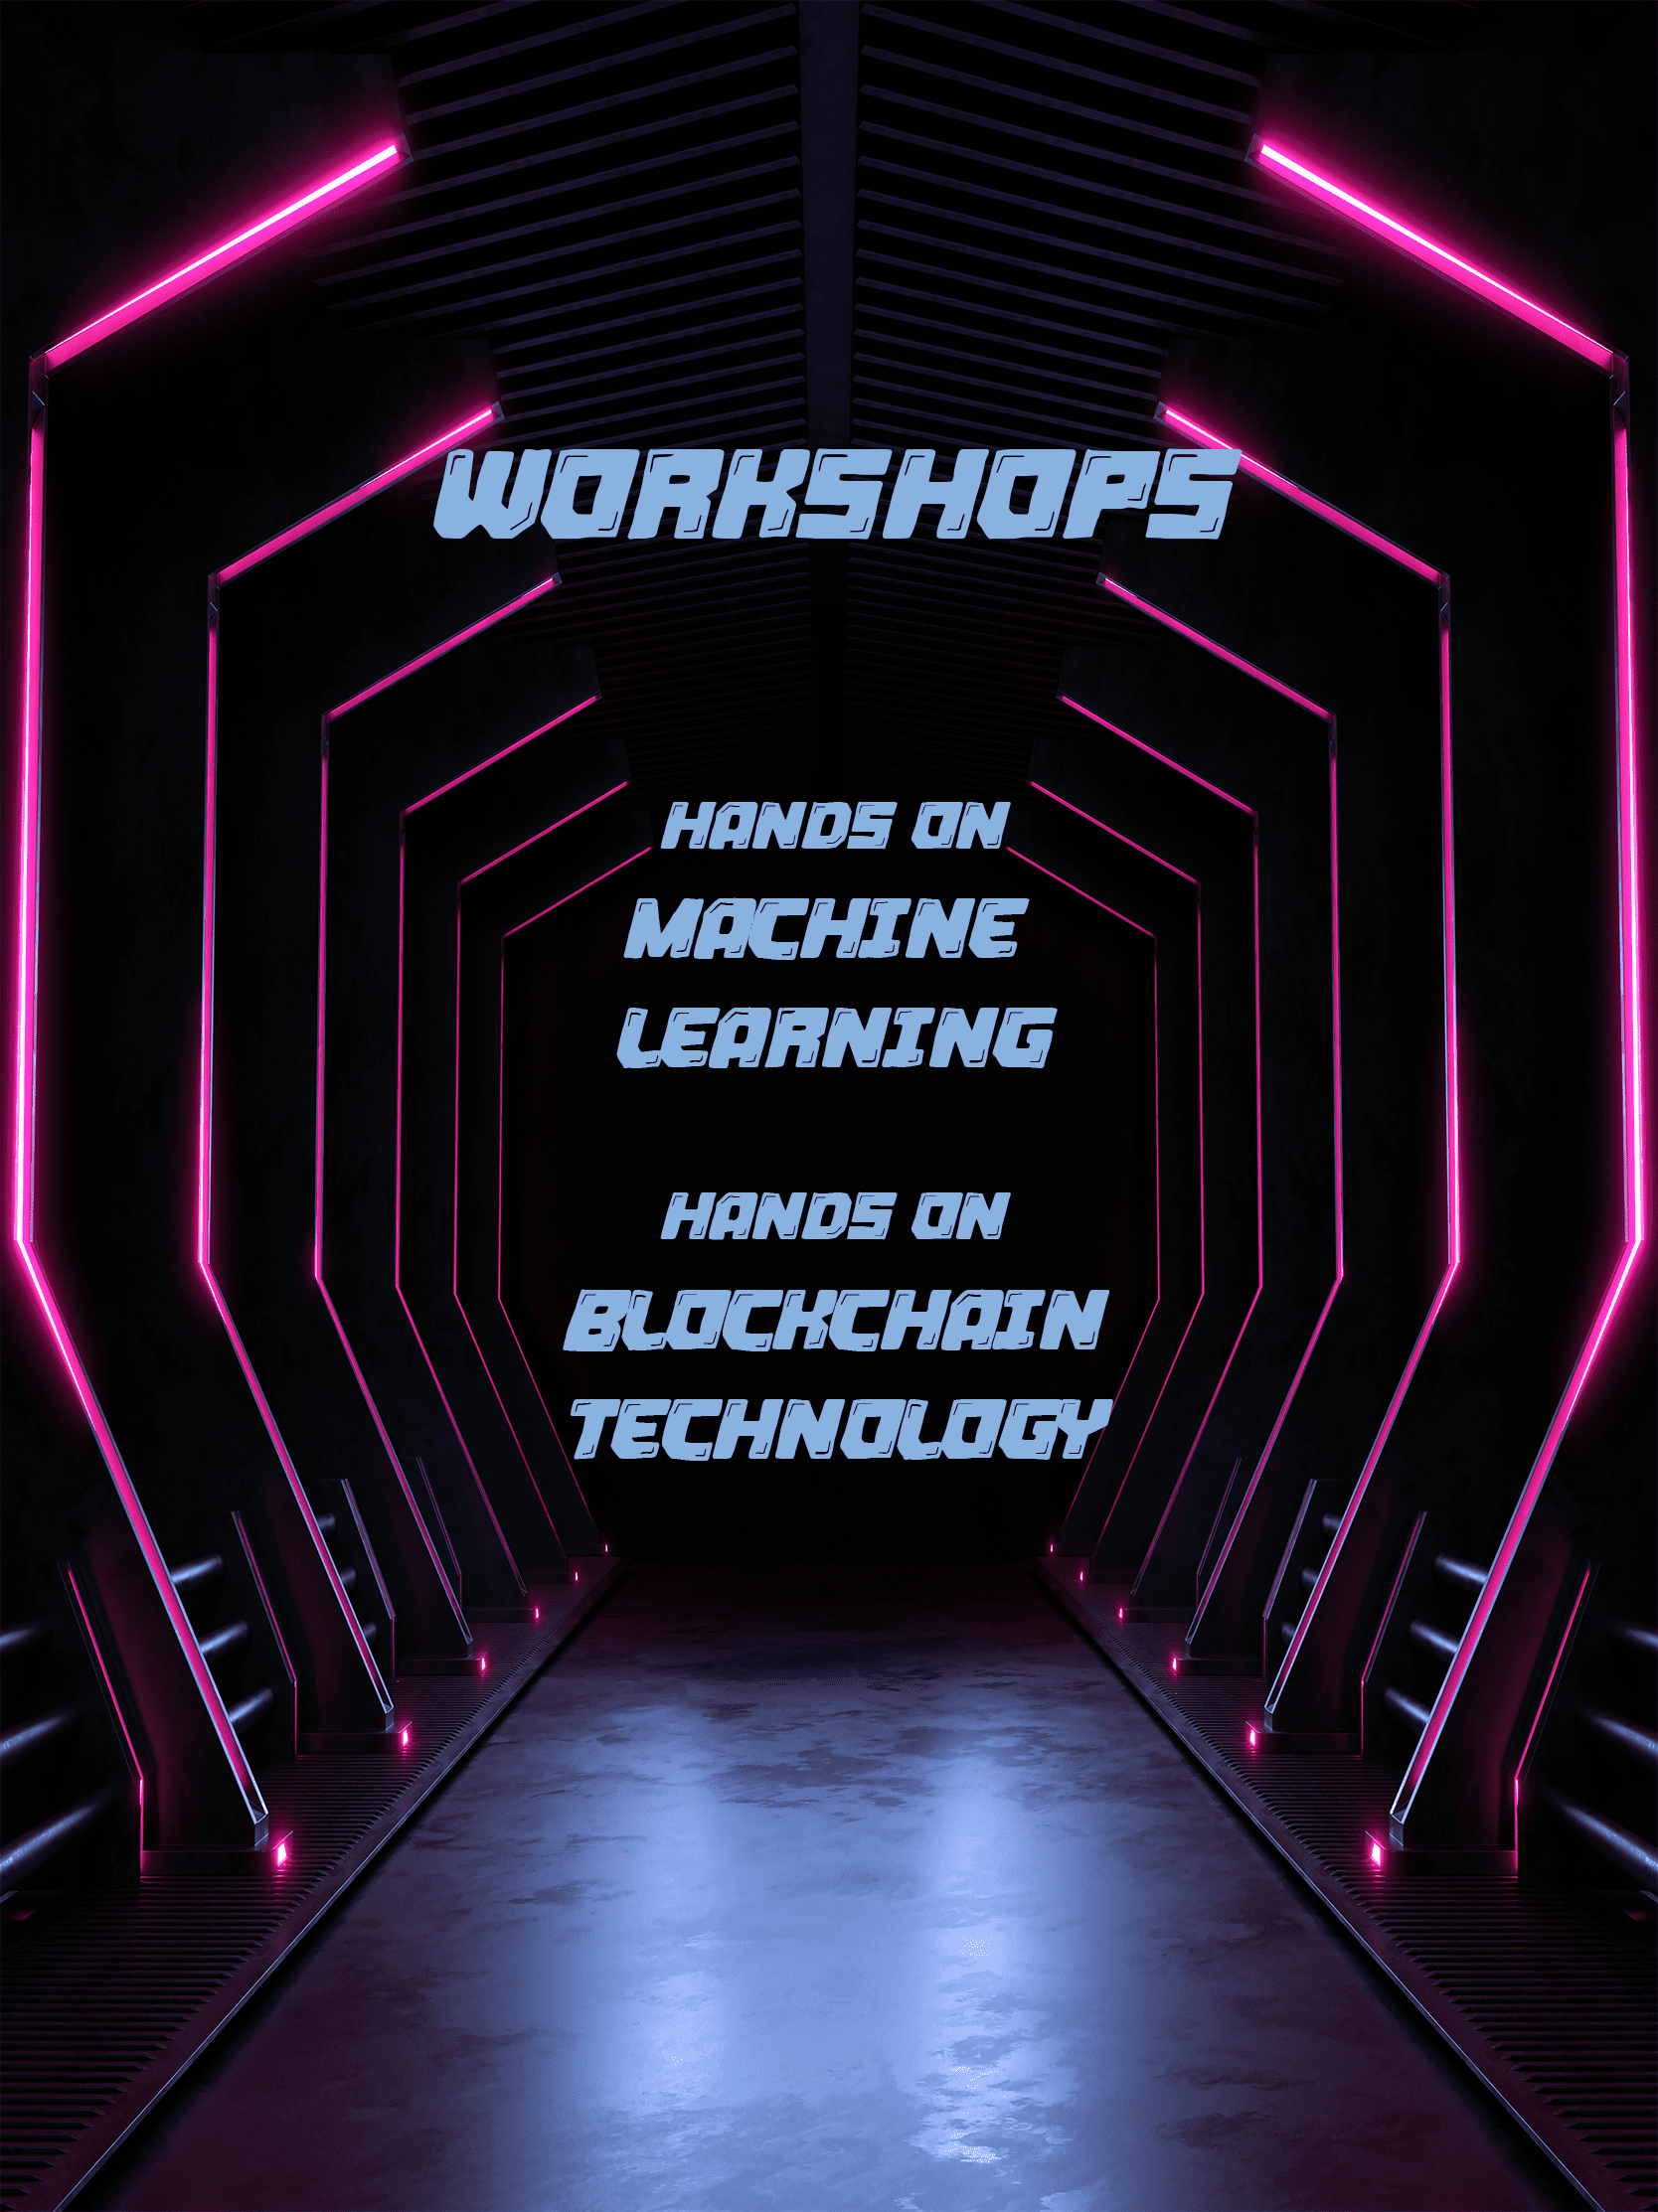 WORKSHOPS
HANDS ON
MACHINE
LEARNING
HANDS ON
BLOCKCHAIN
TECHNOLOGY